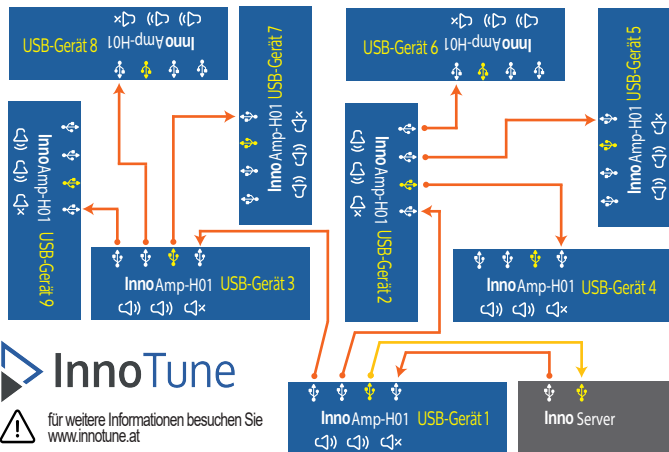 USB-Gerät 8
InnoAmp-H01
InnoAmp-H01 USB-Gerät 7
USB-Gerät 6
InnoAmp-H01
InnoAmp-H01 USB-Gerät 5
InnoAmp-H01 USB-Gerät 9
InnoAmp-H01 USB-Gerät 2
InnoAmp-H01 USB-Gerät 3
InnoAmp-H01 USB-Gerät 4
InnoTune
für weitere Informationen besuchen Sie
www.innotune.at
InnoAmp-H01 USB-Gerät 1
Inno Server